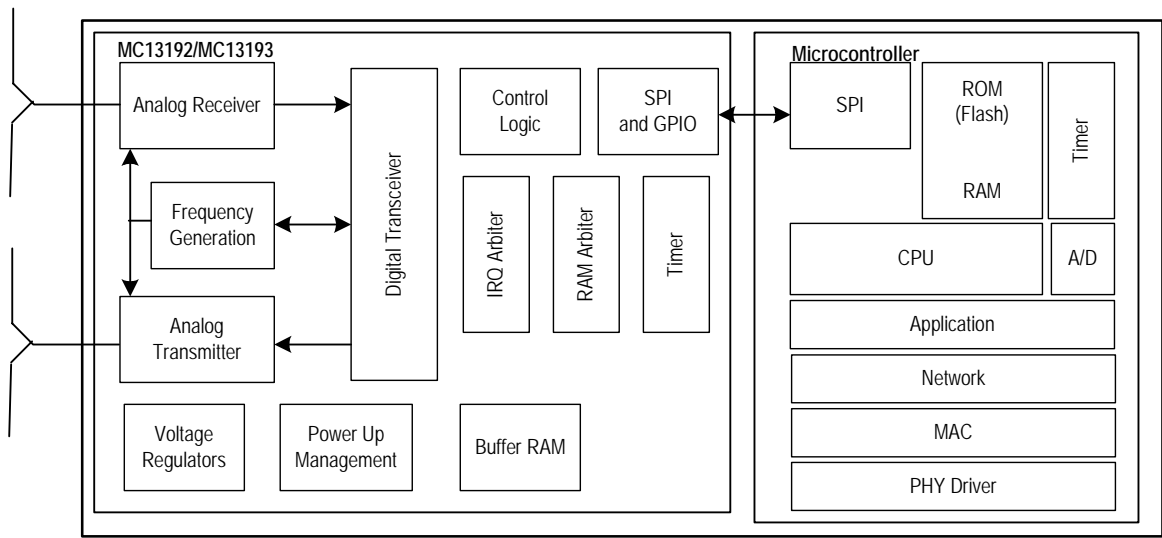 MC13192/MC13193
Analog Receiver
Frequency
Generation
Analog
Transmitter
Voltage
Regulators
Power Up
Management
Digital Transceiver
Control
Logic
SPI
and GPIO
IRQ Arbiter
RAM Arbiter
Timer
Buffer RAM
Microcontroller
SPI
ROM
(Flash)
RAM
Timer
CPU
A/D
Application
Network
MAC
PHY Driver